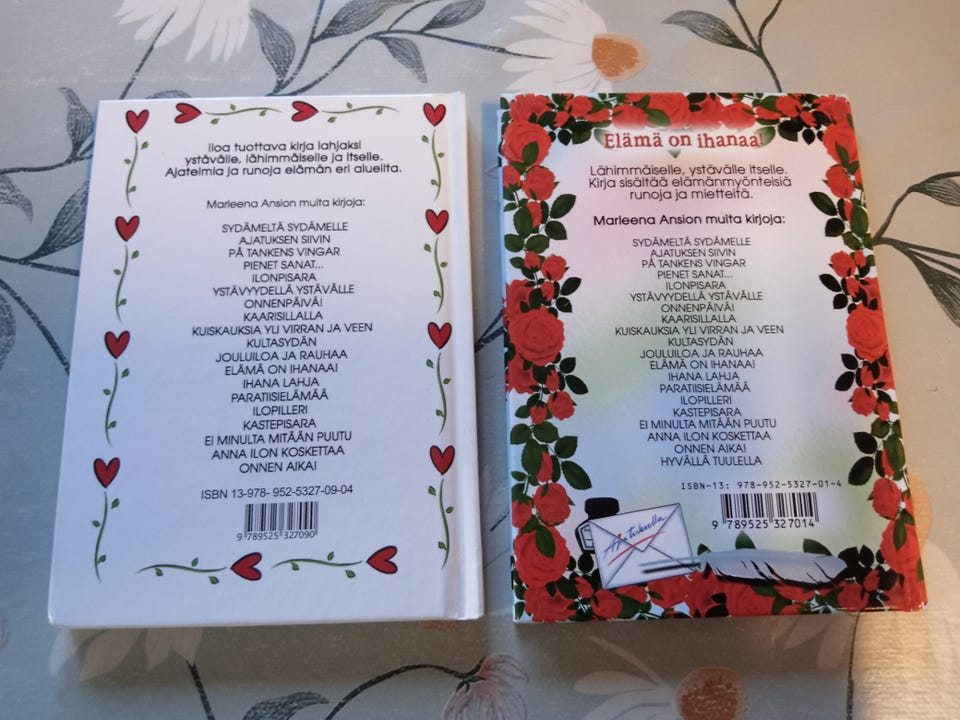 Iloa tuottava kirja lahjaksi
ystävälle, lähimmäiselle ja itselle.
Ajatelmia ja runoja elämän eri alueilta.
Marleena Ansion muita kirjoja:
SYDÄMELTÄ SYDÄMELLE
AJATUKSEN SIIVIN
PÅ TANKENS VINGAR
PIENET SANAT...
ILONPISARA
YSTÄVYYDELLÄ YSTÄVÄLLE
ONNENPÄIVÄ!
KAARISILLALLA
KUISKAUKSIA YLI VIRRAN JA VEEN
KULTASYDÄN
JOULUILOA JA RAUHAA
ELÄMÄ ON IHANAA!
IHANA LAHJA
PARATIISIELÄMÄÄ
ILOPILLERI
KASTEPISARA
EI MINULTA MITÄÄN PUUTU
ANNA ILON KOSKETTAA
ONNEN AIKA!
ISBN 13-978- 952-5327-09-04
9 789525 327090
Elämä on ihanaa!
Lähimmäiselle, ystävälle itselle.
Kirja sisältää elämänmyönteisiä
runoja ja mietteitä.
Marleena Ansion muita kirjoja:
SYDÄMELTÄ SYDÄMELLE
AJATUKSEN SIIVIN
PÅ TANKENS VINGAR
PIENET SANAT...
ILONPISARA
YSTÄVYYDELLÄ YSTÄVÄLLE
ONNENPÄIVÄ!
KAARISILLALLA
KUISKAUKSIA YLI VIRRAN JA VEEN
KULTASYDÄN
JOULUILOA JA RAUHAA
ELÄMÄ ON IHANAA!
IHANA LAHJA
PARATIISIELÄMÄÄ
ILOPILLERI
KASTEPISARA
EI MINULTA MITÄÄN PUUTU
ANNA ILON KOSKETTAA
ONNEN AIKA!
HYVÄLLÄ TUULELLA
ISBN-13: 978-952-5327-01-4
9 789525 327014